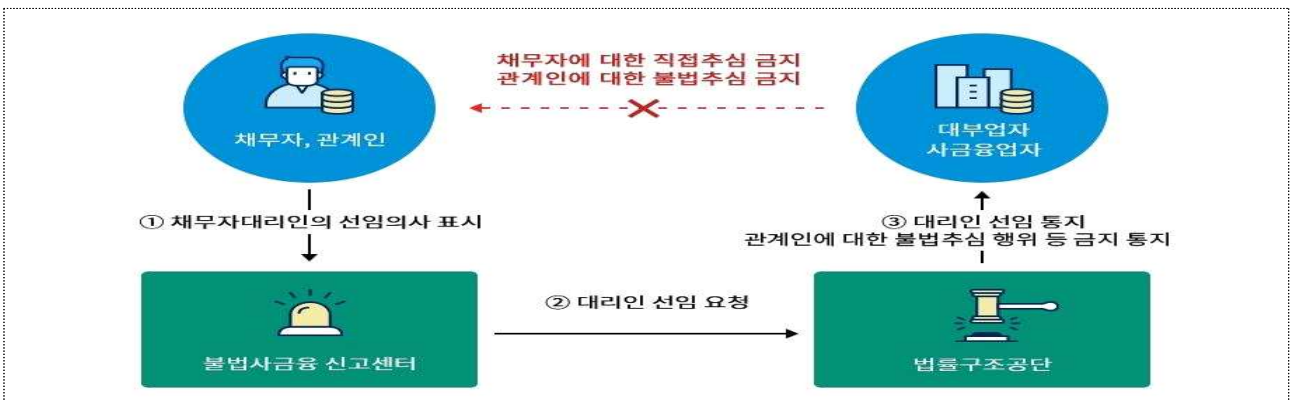 채무자에 대한 직접추심 금지
관계인에 대한 불법추심 금지
채무자, 관계인
대부업자
사금융업자
① 채무자대리인의 선임의사 표시
③ 대리인 선임 통지
관계인에 대한 불법추심 행위 등 금지 통지
② 대리인 선임 요청
불법사금융 신고센터
법률구조공단